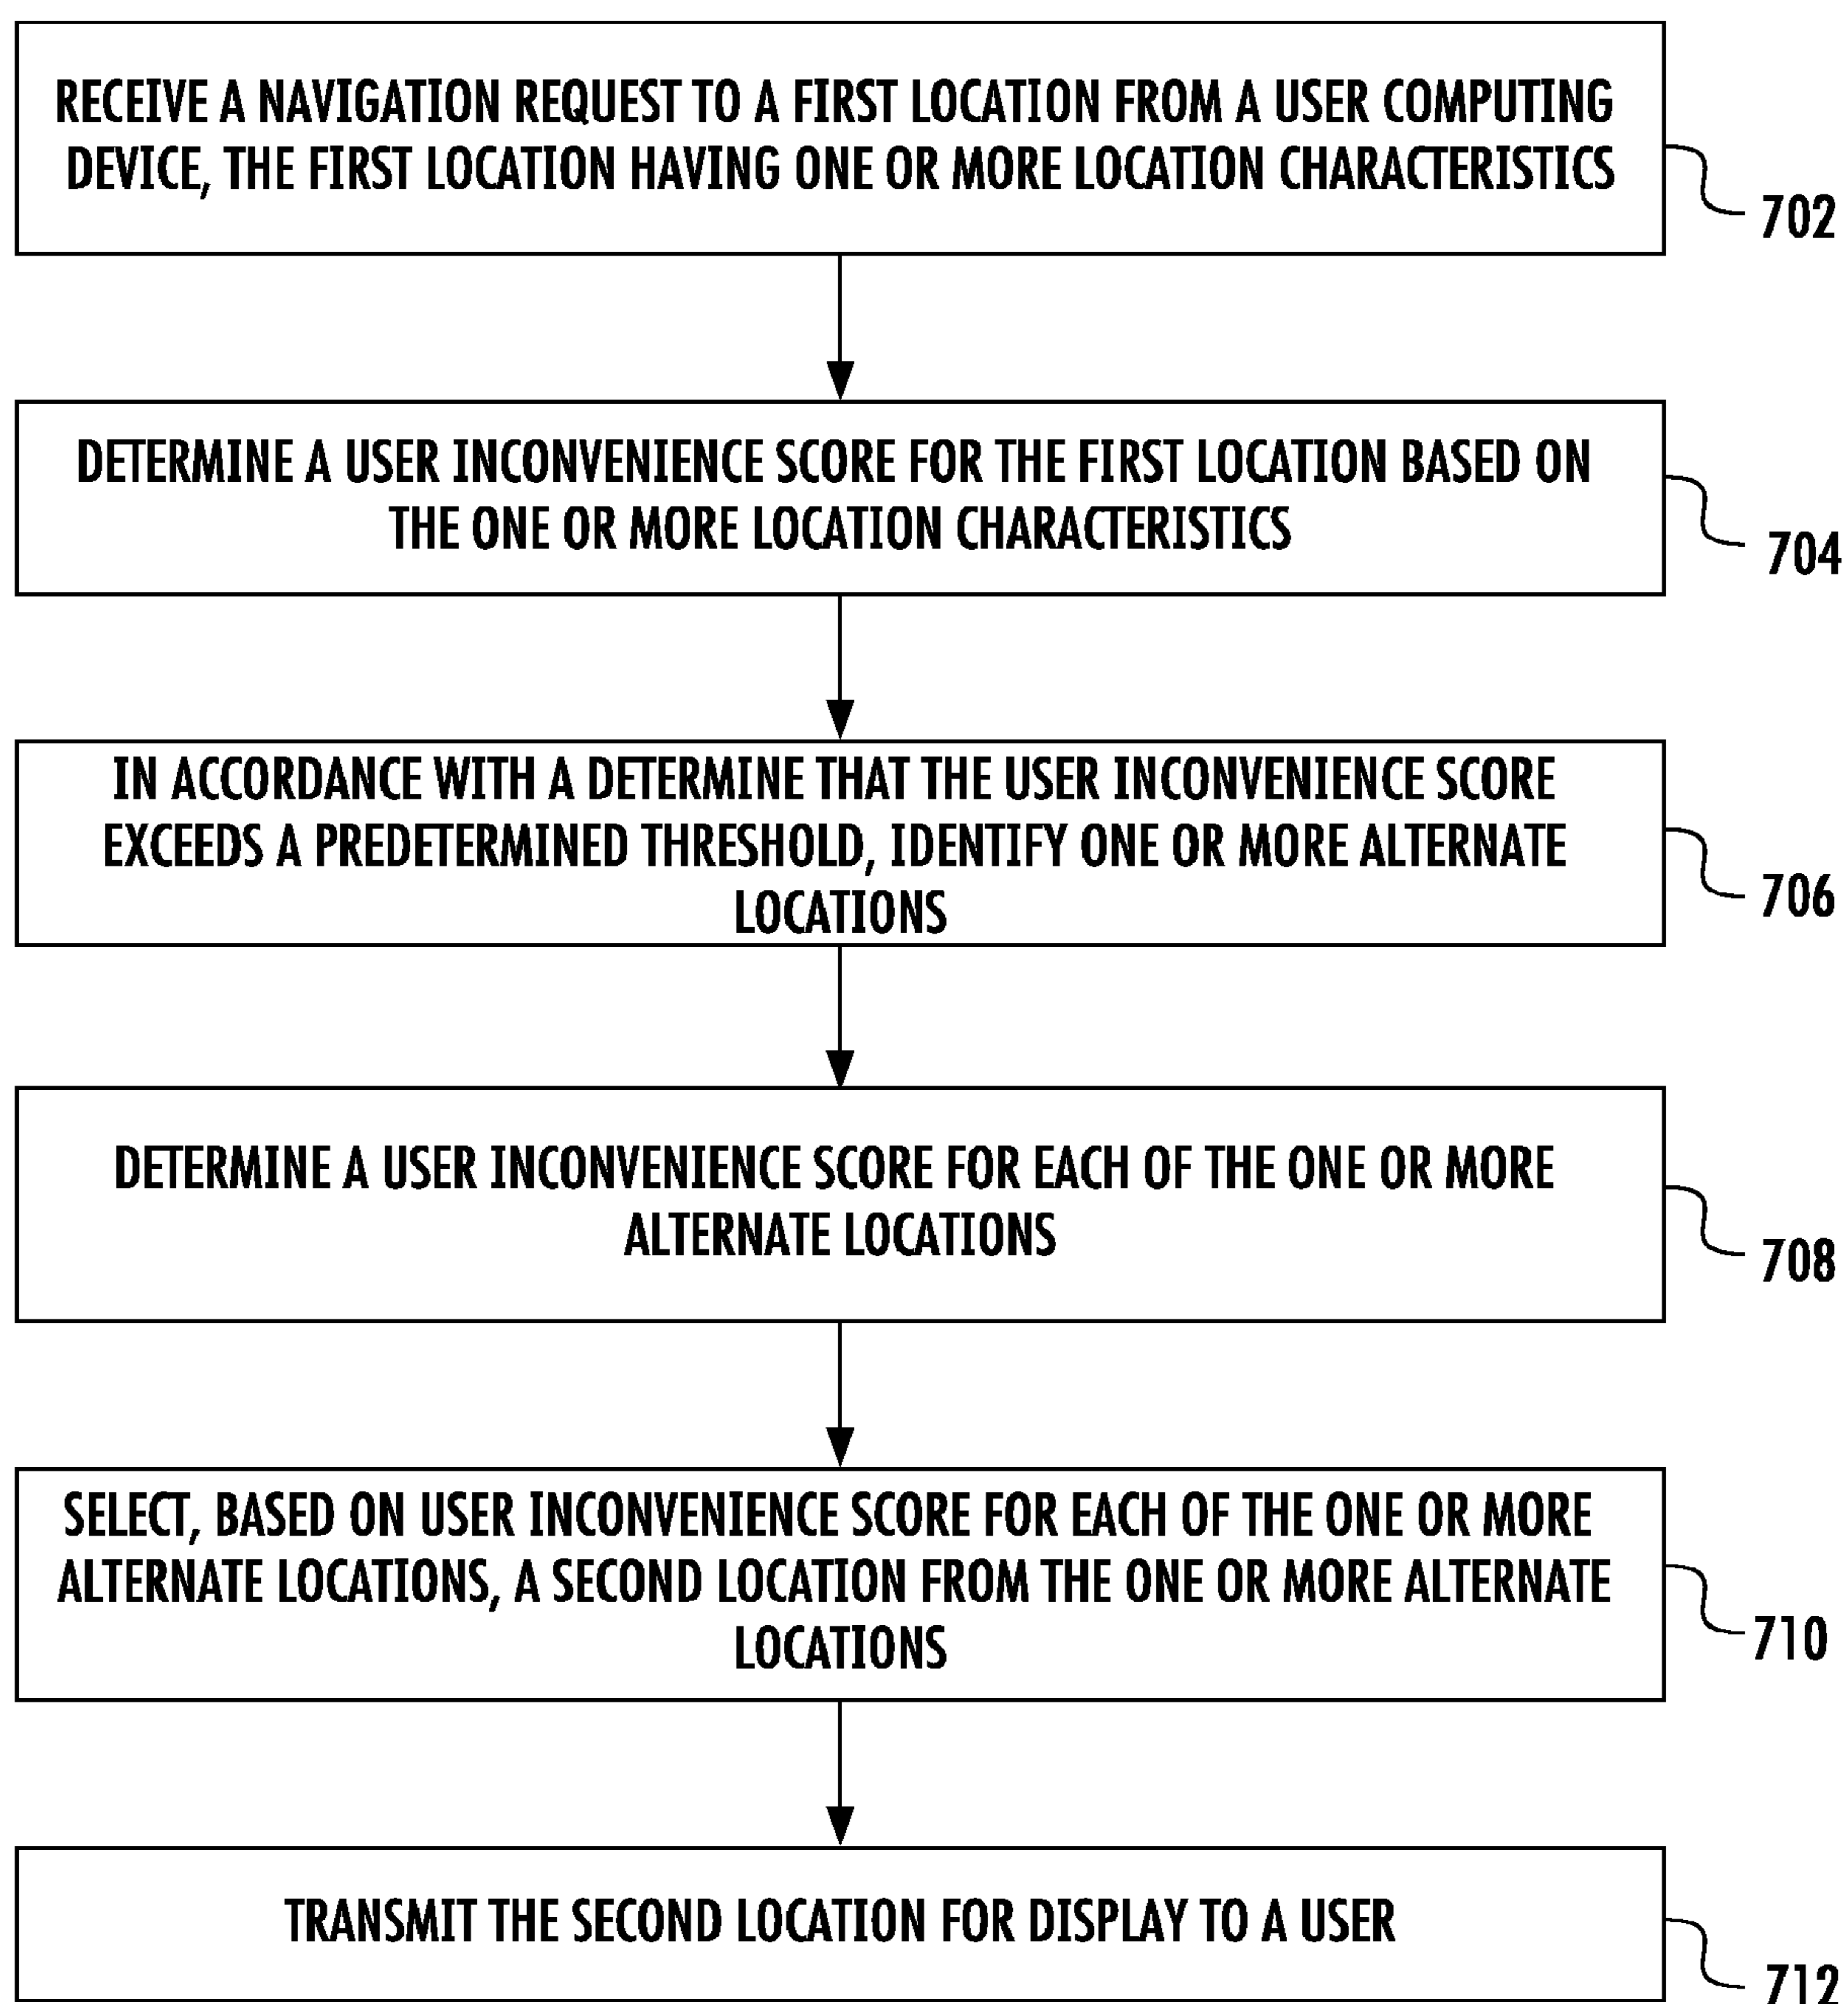 RECEIVE A NAVIGATION REQUEST TO A FIRST LOCATION FROM A USER COMPUTING
DEVICE, THE FIRST LOCATION HAVING ONE OR MORE LOCATION CHARACTERISTICS
702
DETERMINE A USER INCONVENIENCE SCORE FOR THE FIRST LOCATION BASED ON
THE ONE OR MORE LOCATION CHARACTERISTICS
704
IN ACCORDANCE WITH A DETERMINE THAT THE USER INCONVENIENCE SCORE
EXCEEDS A PREDETERMINED THRESHOLD, IDENTIFY ONE OR MORE ALTERNATE
LOCATIONS
706
DETERMINE A USER INCONVENIENCE SCORE FOR EACH OF THE ONE OR MORE
ALTERNATE LOCATIONS
708
SELECT, BASED ON USER INCONVENIENCE SCORE FOR EACH OF THE ONE OR MORE
ALTERNATE LOCATIONS, A SECOND LOCATION FROM THE ONE OR MORE ALTERNATE
LOCATIONS
710
TRANSMIT THE SECOND LOCATION FOR DISPLAY TO A USER
712